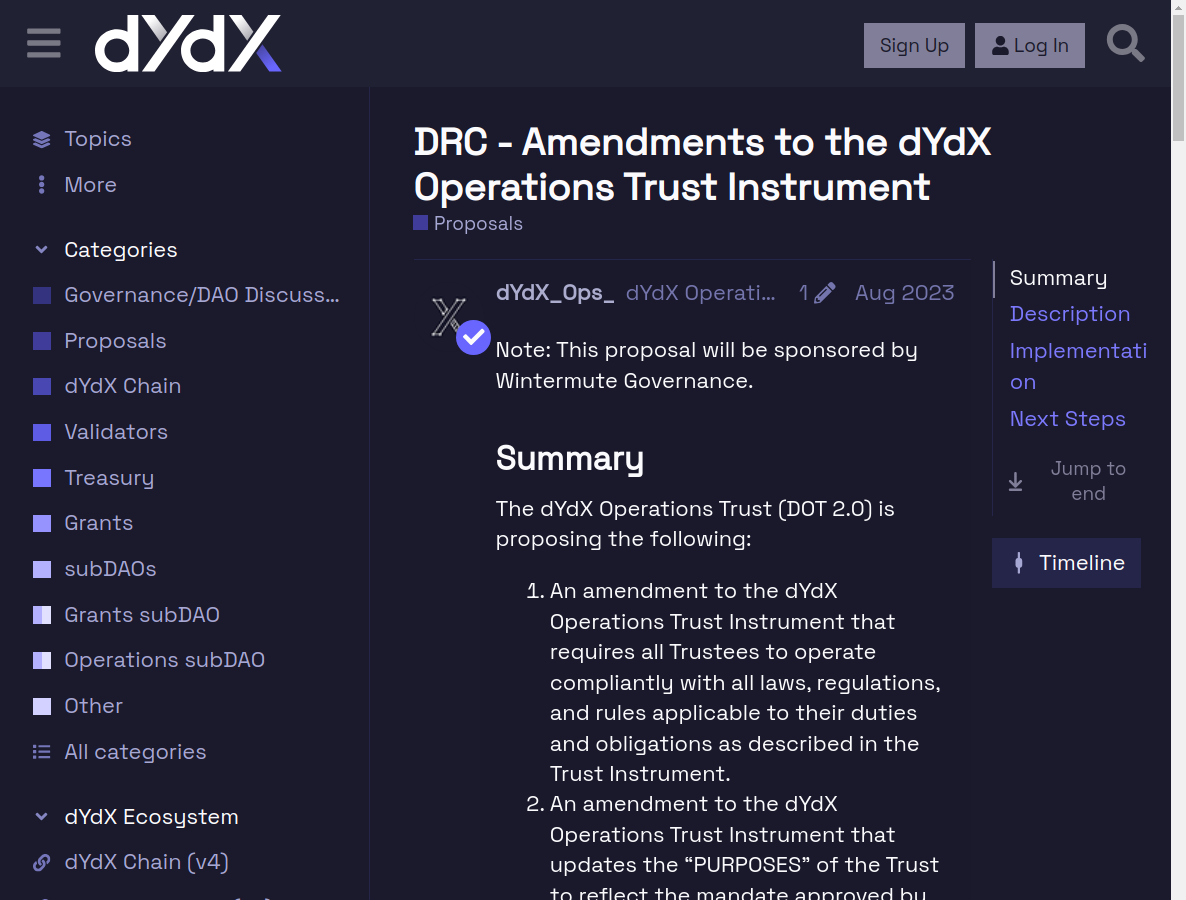 dYdX
Sign Up
Log In
Topics
More
Categories
Governance/DAO Discuss...
Proposals
dYdX Chain
Validators
Treasury
Grants
subDAOs
Grants subDAO
Operations subDAO
Other
All categories
dYdX Ecosystem
dYdX Chain (v4)
DRC - Amendments to the dYdX
Operations Trust Instrument
Proposals
dYdX_Ops_ dYdX Operati... 1 Aug 2023
Note: This proposal will be sponsored by
Wintermute Governance.
Summary
The dYdX Operations Trust (DOT 2.0) is
proposing the following:
1. An amendment to the dYdX
Operations Trust Instrument that
requires all Trustees to operate
compliantly with all laws, regulations,
and rules applicable to their duties
and obligations as described in the
Trust Instrument.
2. An amendment to the dYdX
Operations Trust Instrument that
updates the “PURPOSES” of the Trust
to reflect the mandate approved by
Summary
Description
Implementati
on
Next Steps
Jump to
end
Timeline